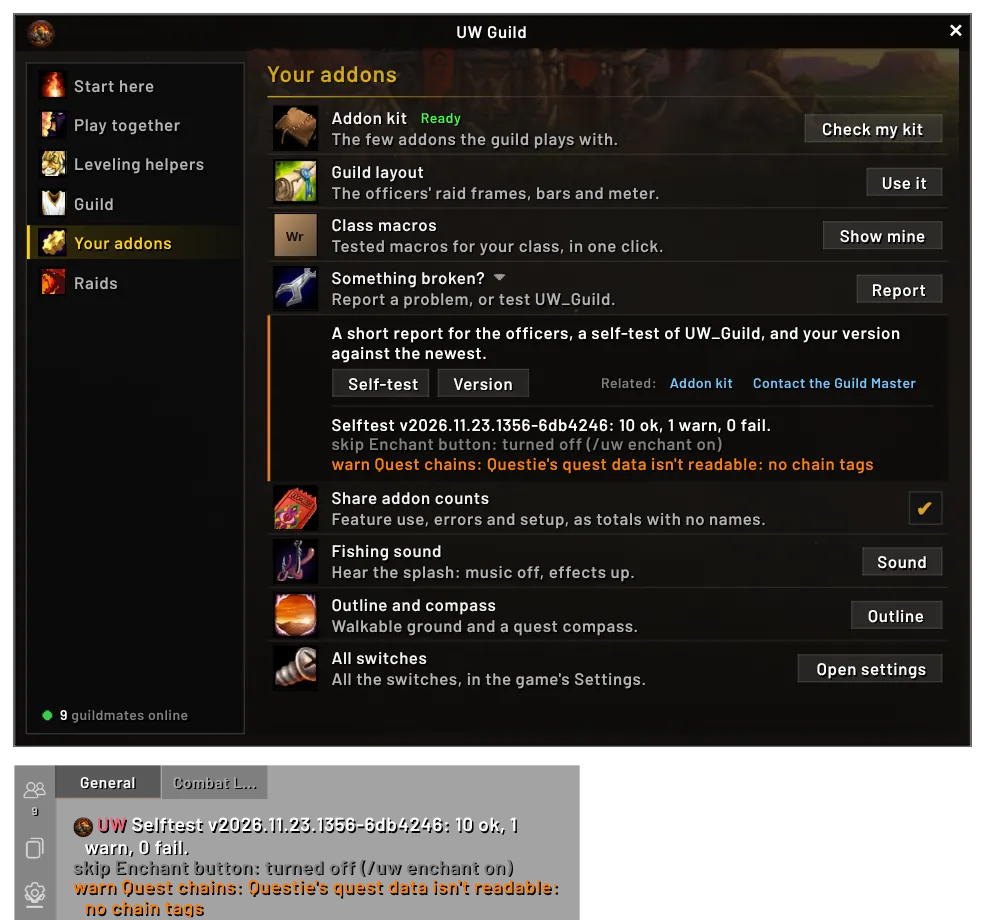 UW Guild
Start here
Play together
Leveling helpers
Guild
Your addons
Raids
9 guildmates online
Your addons
Addon kit Ready
The few addons the guild plays with.
Check my kit
Guild layout
The officers' raid frames, bars and meter.
Use it
Wr
Class macros
Tested macros for your class, in one click.
Show mine
Something broken?
Report a problem, or test UW_Guild.
Report
A short report for the officers, a self-test of UW_Guild, and your version
against the newest.
Self-test Version Related: Addon kit Contact the Guild Master
Selftest v2026.11.23.1356-6db4246: 10 ok, 1 warn, 0 fail.
skip Enchant button: turned off (/uw enchant on)
warn Quest chains: Questie's quest data isn't readable: no chain tags
Share addon counts
Feature use, errors and setup, as totals with no names.
Fishing sound
Hear the splash: music off, effects up.
Sound
Outline and compass
Walkable ground and a quest compass.
Outline
All switches
All the switches, in the game's Settings.
Open settings
General Combat L...
9
UW Selftest v2026.11.23.1356-6db4246: 10 ok, 1
warn, 0 fail.
skip Enchant button: turned off (/uw enchant on)
warn Quest chains: Questie's quest data isn't readable:
no chain tags